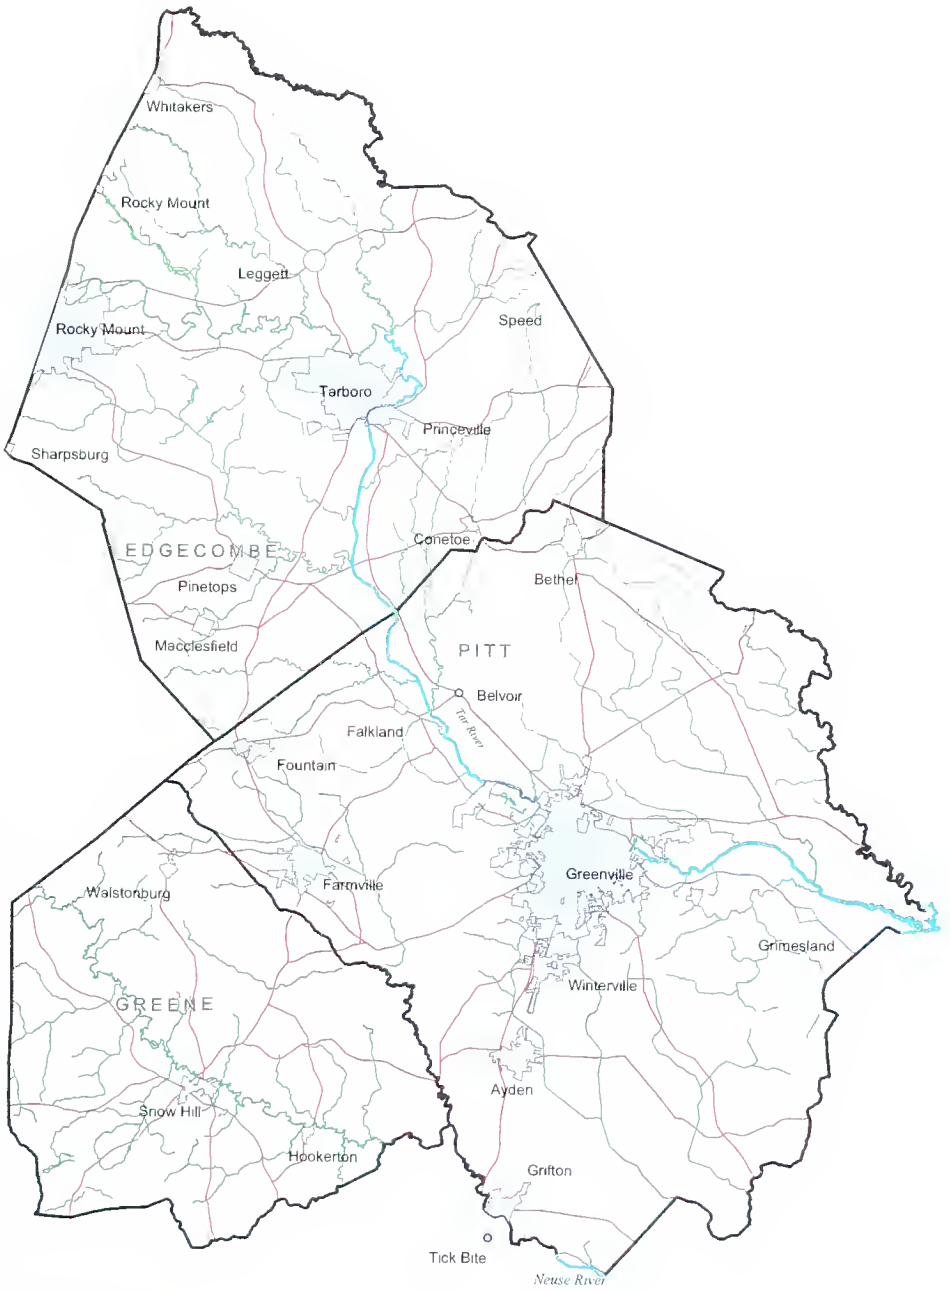 Whitakers
Rocky Mount
Leggett
Speed
Rocky Mount
Tarboro
Princeville
Sharpsburg
Conetoe
EDGECOMBE
Bethel
Pinetops
Macclesfield
PITT
Belvoir
Tar River
Falkland
Fountain
Greenville
Farmville
Walstonburg
Grimesland
Winterville
GREENE
Ayden
Snow Hill
Hookerton
Grifton
Tick Bite
Neuse River